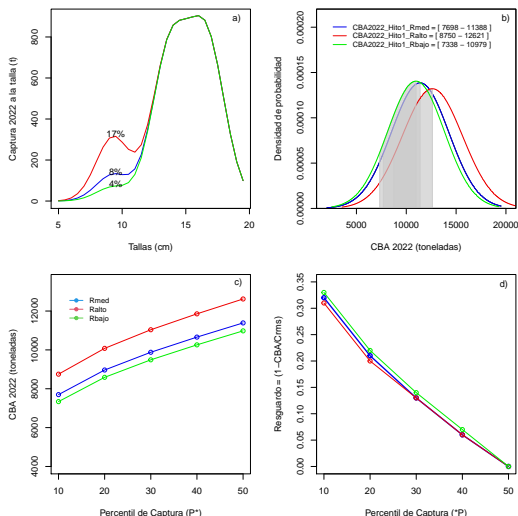 a)
Captura 2022 a la talla (t)
0 200 400 600 800
17%
8%
4%
5 10 15 20
Tallas (cm)
b)
CBA2022_Hito1_Rmed = [ 7698 − 11388 ]
CBA2022_Hito1_Ralto = [ 8750 − 12621 ]
CBA2022_Hito1_Rbajo = [ 7338 − 10979 ]
Densidad de probabilidad
0.00000 0.00005 0.00010 0.00015
5000 10000 15000 20000
CBA 2022 (toneladas)
c)
Rmed
Ralto
Rbajo
CBA 2022 (toneladas)
4000 6000 8000 10000 12000
10 20 30 40 50
Percentil de Captura (P*)
d)
Resguardo = (1−CBA/Crms)
0.00 0.05 0.10 0.15 0.20 0.25 0.30
10 20 30 40 50
Percentil de Captura (*P)